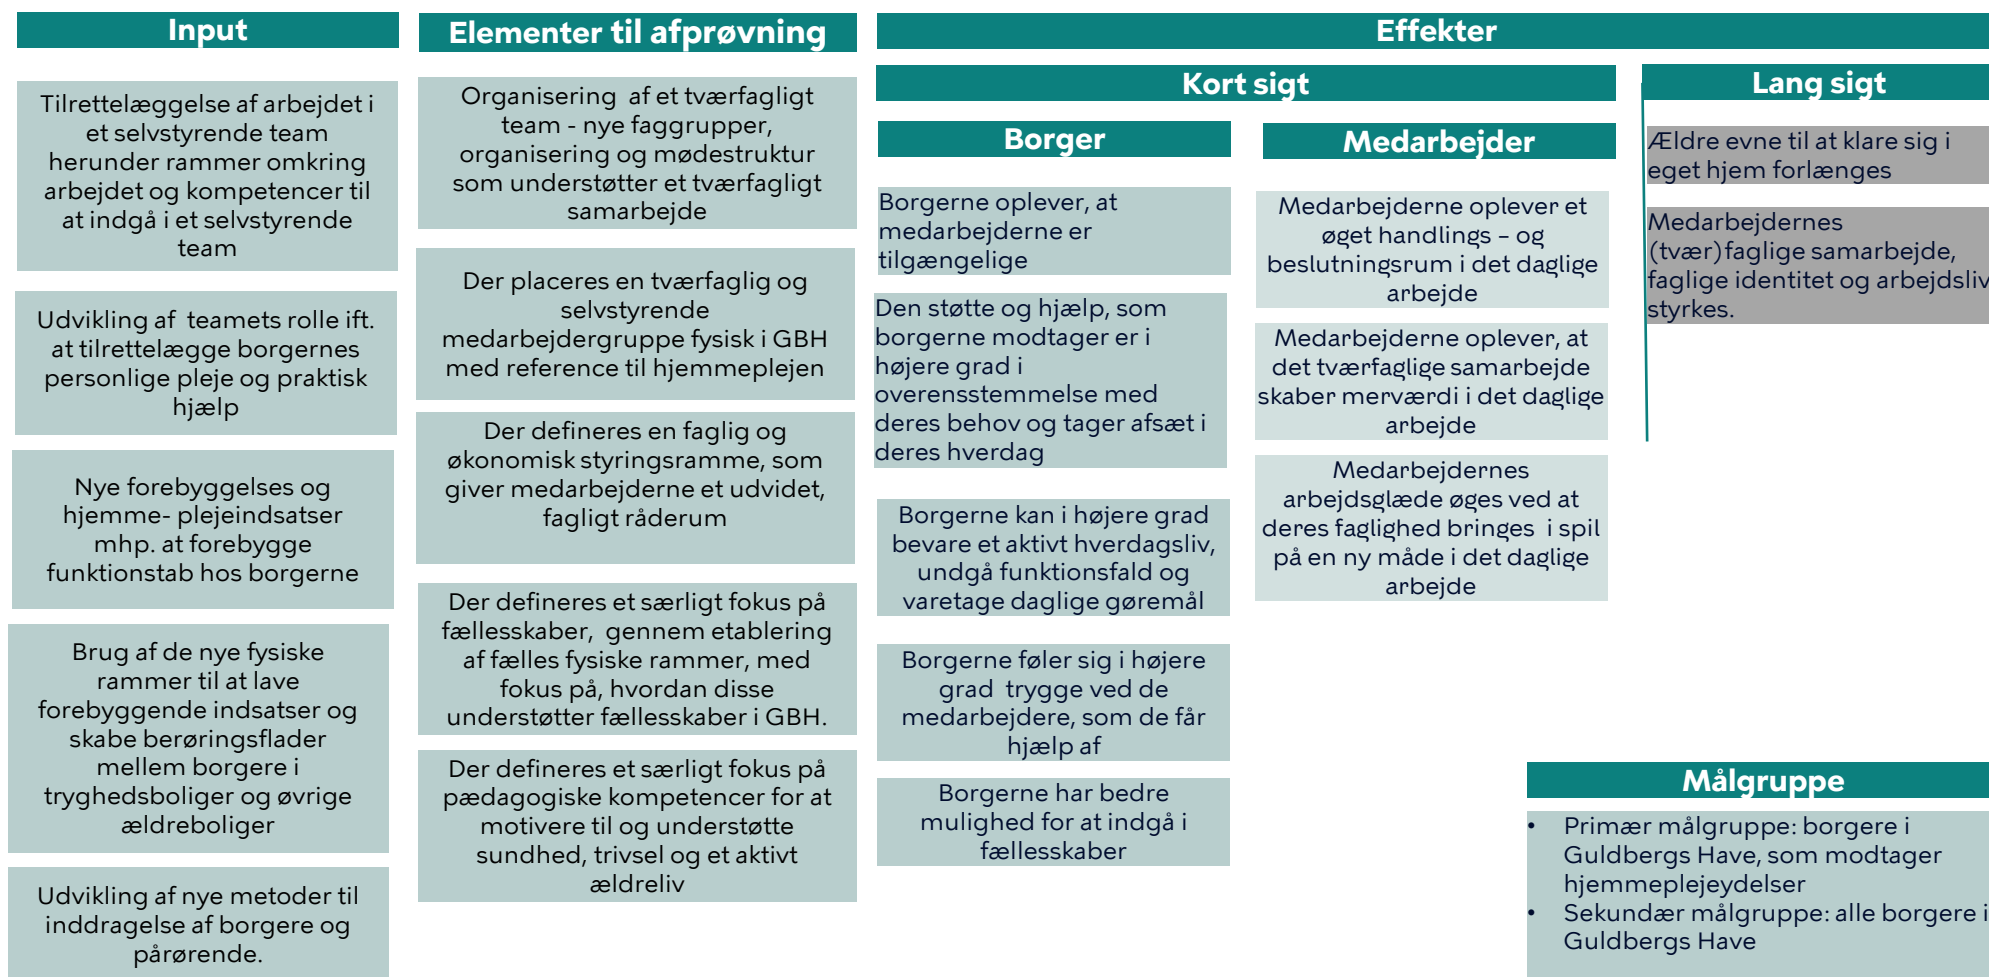 Input
Tilrettelæggelse af arbejdet i
et selvstyrende team
herunder rammer omkring
arbejdet og kompetencer til
at indgå i et selvstyrende
team
Udvikling af teamets rolle ift.
at tilrettelægge borgernes
personlige pleje og praktisk
hjælp
Nye forebyggelses og
hjemme- plejeindsatser
mhp. at forebygge
funktionstab hos borgerne
Brug af de nye fysiske
rammer til at lave
forebyggende indsatser og
skabe berøringsflader
mellem borgere i
tryghedsboliger og øvrige
ældreboliger
Udvikling af nye metoder til
inddragelse af borgere og
pårørende.
Elementer til afprøvning
Organisering af et tværfagligt
team - nye faggrupper,
organisering og mødestruktur
som understøtter et tværfagligt
samarbejde
Der placeres en tværfaglig og
selvstyrende
medarbejdergruppe fysisk i GBH
med reference til hjemmeplejen
Der defineres en faglig og
økonomisk styringsramme, som
giver medarbejderne et udvidet,
fagligt råderum
Der defineres et særligt fokus på
fællesskaber, gennem etablering
af fælles fysiske rammer, med
fokus på, hvordan disse
understøtter fællesskaber i GBH.
Der defineres et særligt fokus på
pædagogiske kompetencer for at
motivere til og understøtte
sundhed, trivsel og et aktivt
ældreliv
Effekter
Kort sigt
Borger
Borgerne oplever, at
medarbejderne er
tilgængelige
Den støtte og hjælp, som
borgerne modtager er i
højere grad i
overensstemmelse med
deres behov og tager afsæt i
deres hverdag
Borgerne kan i højere grad
bevare et aktivt hverdagsliv,
undgå funktionsfald og
varetage daglige gøremål
Borgerne føler sig i højere
grad trygge ved de
medarbejdere, som de får
hjælp af
Borgerne har bedre
mulighed for at indgå i
fællesskaber
Medarbejder
Medarbejderne oplever et
øget handlings – og
beslutningsrum i det daglige
arbejde
Medarbejderne oplever, at
det tværfaglige samarbejde
skaber merværdi i det daglige
arbejde
Medarbejdernes
arbejdsglæde øges ved at
deres faglighed bringes i spil
på en ny måde i det daglige
arbejde
Lang sigt
Ældre evne til at klare sig i
eget hjem forlænges
Medarbejdernes
(tvær)faglige samarbejde,
faglige identitet og arbejdsliv
styrkes.
Målgruppe
• Primær målgruppe: borgere i
Guldbergs Have, som modtager
hjemmeplejeydelser
• Sekundær målgruppe: alle borgere i
Guldbergs Have